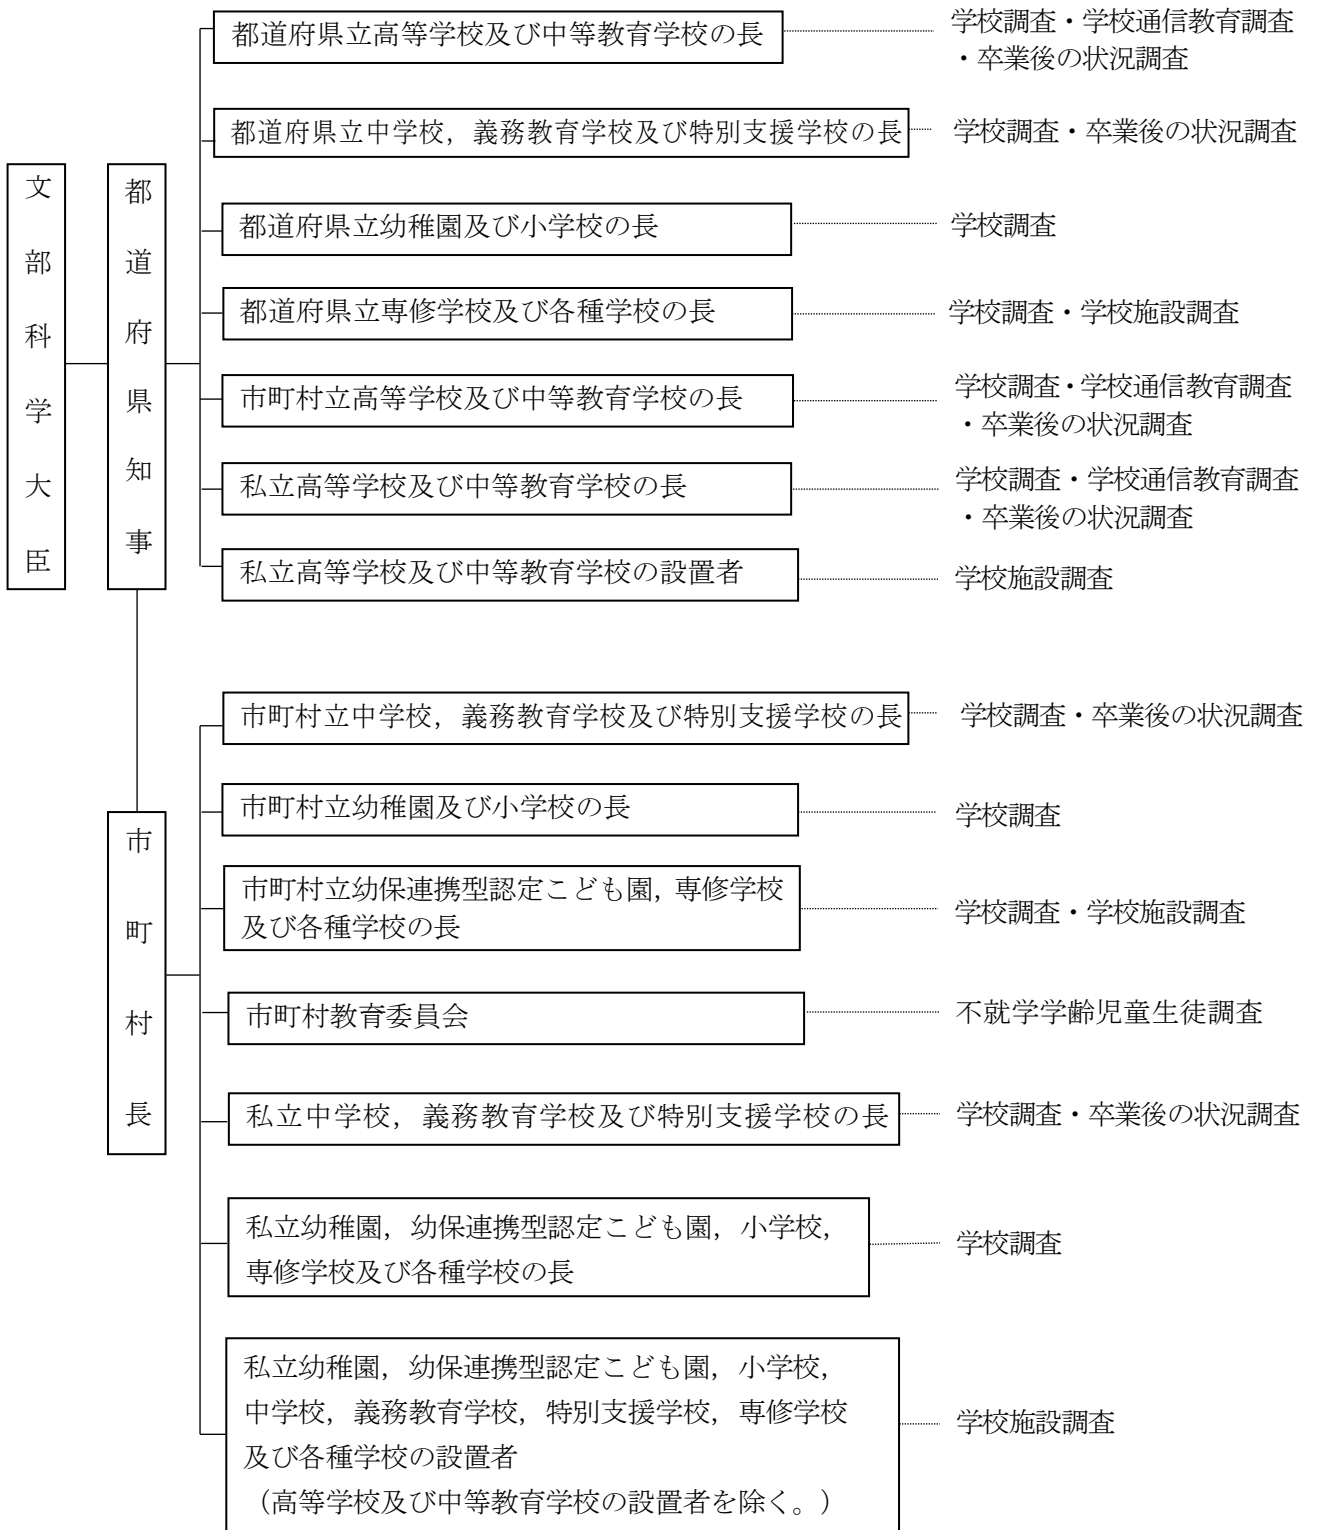 文部科学大臣
都道府県知事
都道府県立高等学校及び中等教育学校の長
学校調査・学校通信教育調査
・卒業後の状況調査
都道府県立中学校，義務教育学校及び特別支援学校の長
学校調査・卒業後の状況調査
都道府県立幼稚園及び小学校の長
学校調査
都道府県立専修学校及び各種学校の長
学校調査・学校施設調査
市町村立高等学校及び中等教育学校の長
学校調査・学校通信教育調査
・卒業後の状況調査
私立高等学校及び中等教育学校の長
学校調査・学校通信教育調査
・卒業後の状況調査
私立高等学校及び中等教育学校の設置者
学校施設調査
市町村長
市町村立中学校，義務教育学校及び特別支援学校の長
学校調査・卒業後の状況調査
市町村立幼稚園及び小学校の長
学校調査
市町村立幼保連携型認定こども園，専修学校
及び各種学校の長
学校調査・学校施設調査
市町村教育委員会
不就学学齢児童生徒調査
私立中学校，義務教育学校及び特別支援学校の長
学校調査・卒業後の状況調査
私立幼稚園，幼保連携型認定こども園，小学校，
専修学校及び各種学校の長
学校調査
私立幼稚園，幼保連携型認定こども園，小学校，
中学校，義務教育学校，特別支援学校，専修学校
及び各種学校の設置者
（高等学校及び中等教育学校の設置者を除く。）
学校施設調査